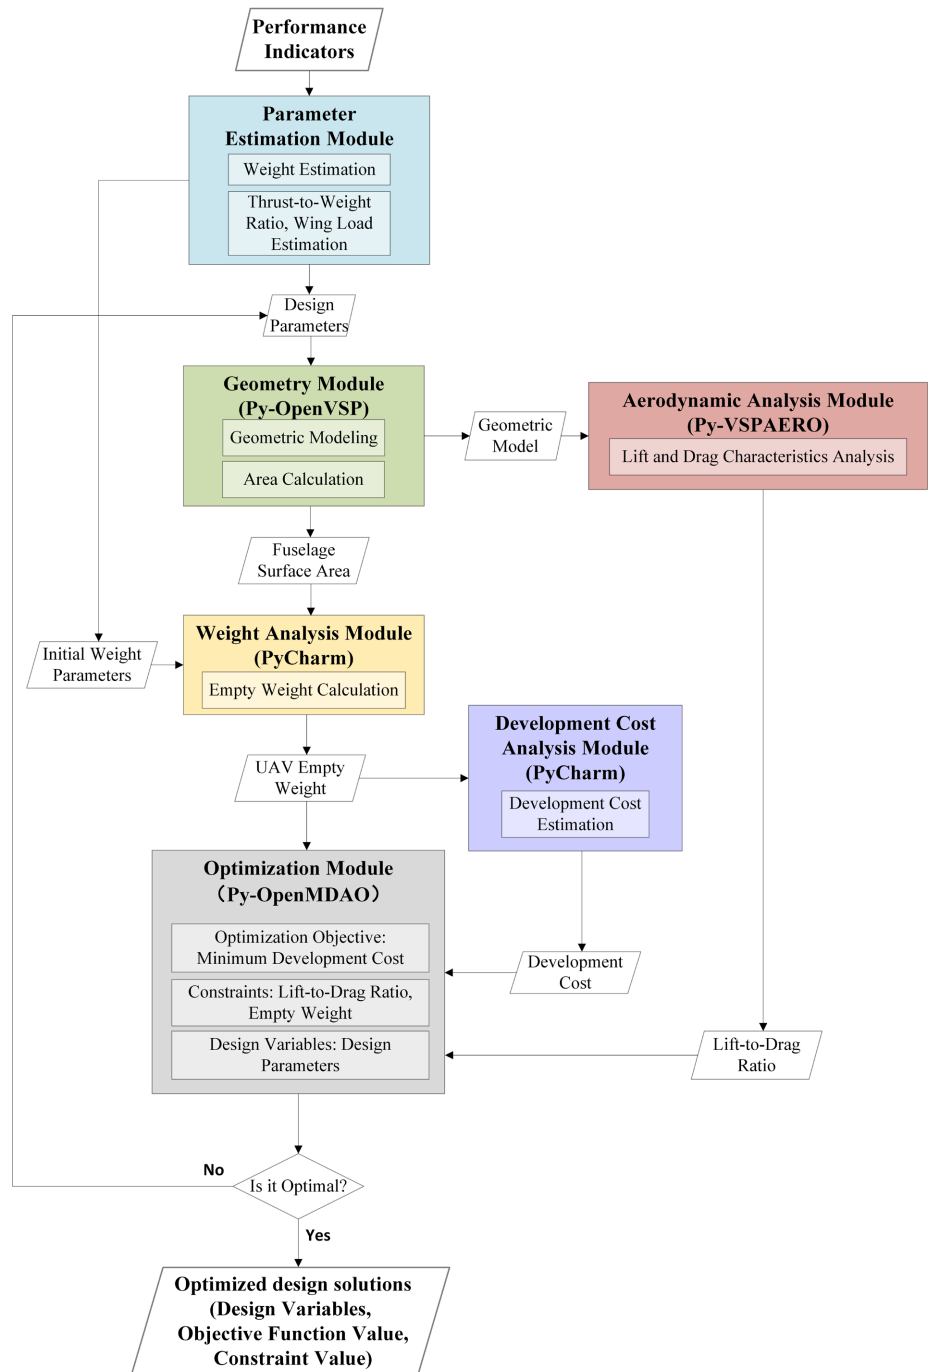 Performance
Indicators
Parameter
Estimation Module
Weight Estimation
Thrust-to-Weight
Ratio, Wing Load
Estimation
Design
Parameters
Geometry Module
(Py-OpenVSP)
Geometric Modeling
Area Calculation
Geometric
Model
Aerodynamic Analysis Module
(Py-VSPAERO)
Lift and Drag Characteristics Analysis
Fuselage
Surface Area
Initial Weight
Parameters
Weight Analysis Module
(PyCharm)
Empty Weight Calculation
UAV Empty
Weight
Development Cost
Analysis Module
(PyCharm)
Development Cost
Estimation
Optimization Module
（Py-OpenMDAO）
Optimization Objective:
Minimum Development Cost
Constraints: Lift-to-Drag Ratio,
Empty Weight
Design Variables: Design
Parameters
Development
Cost
Lift-to-Drag
Ratio
No
Is it Optimal?
Yes
Optimized design solutions
(Design Variables,
Objective Function Value,
Constraint Value)